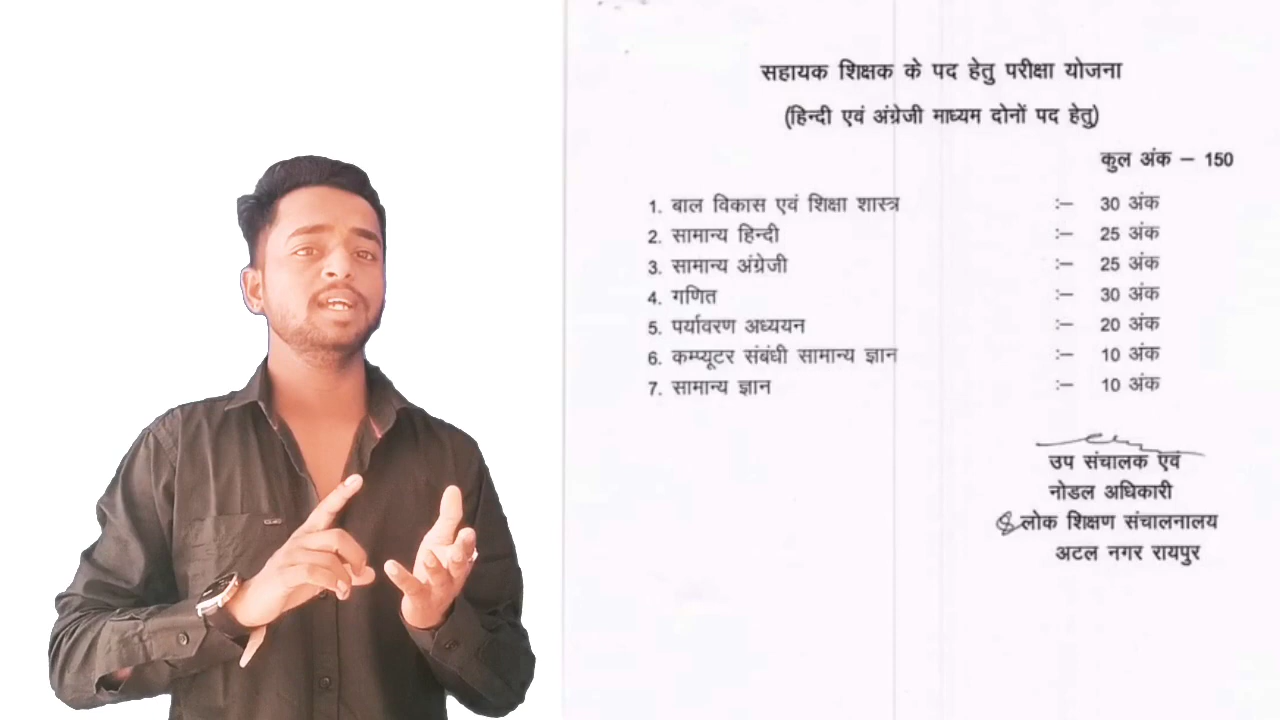 सहायक शिक्षक के पद हेतु परीक्षा योजना
(हिन्दी एवं अंग्रेजी माध्यम दोनों पद हेतु)
कुल अंक – 150
1. बाल विकास एवं शिक्षा शास्त्र :– 30 अंक
2. सामान्य हिन्दी :– 25 अंक
3. सामान्य अंग्रेजी :– 25 अंक
4. गणित :– 30 अंक
5. पर्यावरण अध्ययन :– 20 अंक
6. कम्प्यूटर संबंधी सामान्य ज्ञान :– 10 अंक
7. सामान्य ज्ञान :– 10 अंक
उप संचालक एवं
नोडल अधिकारी
लोक शिक्षण संचालनालय
अटल नगर रायपुर